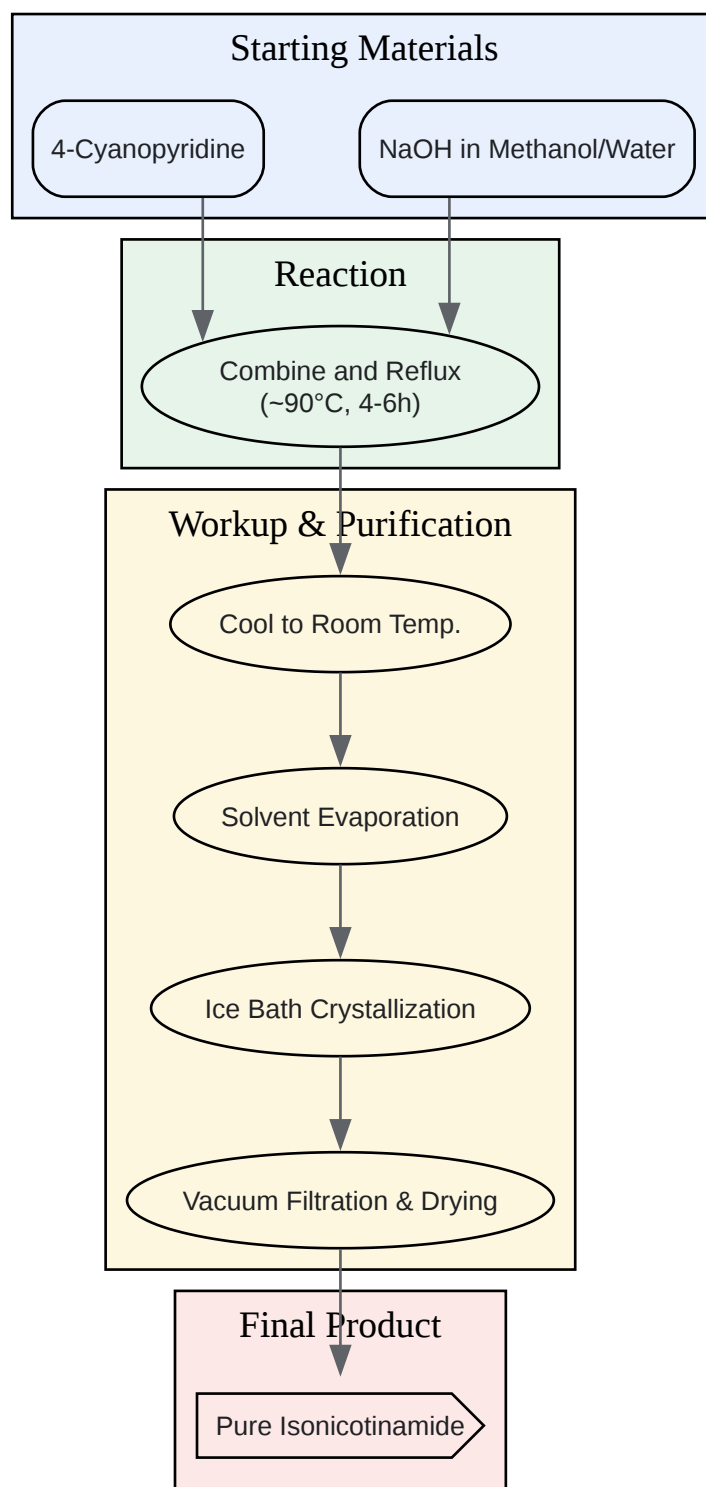 Starting Materials
4-Cyanopyridine
NaOH in Methanol/Water
Reaction
Combine and Reflux
(~90°C, 4-6h)
Workup & Purification
Cool to Room Temp.
Solvent Evaporation
Ice Bath Crystallization
Vacuum Filtration & Drying
Final Product
Pure Isonicotinamide